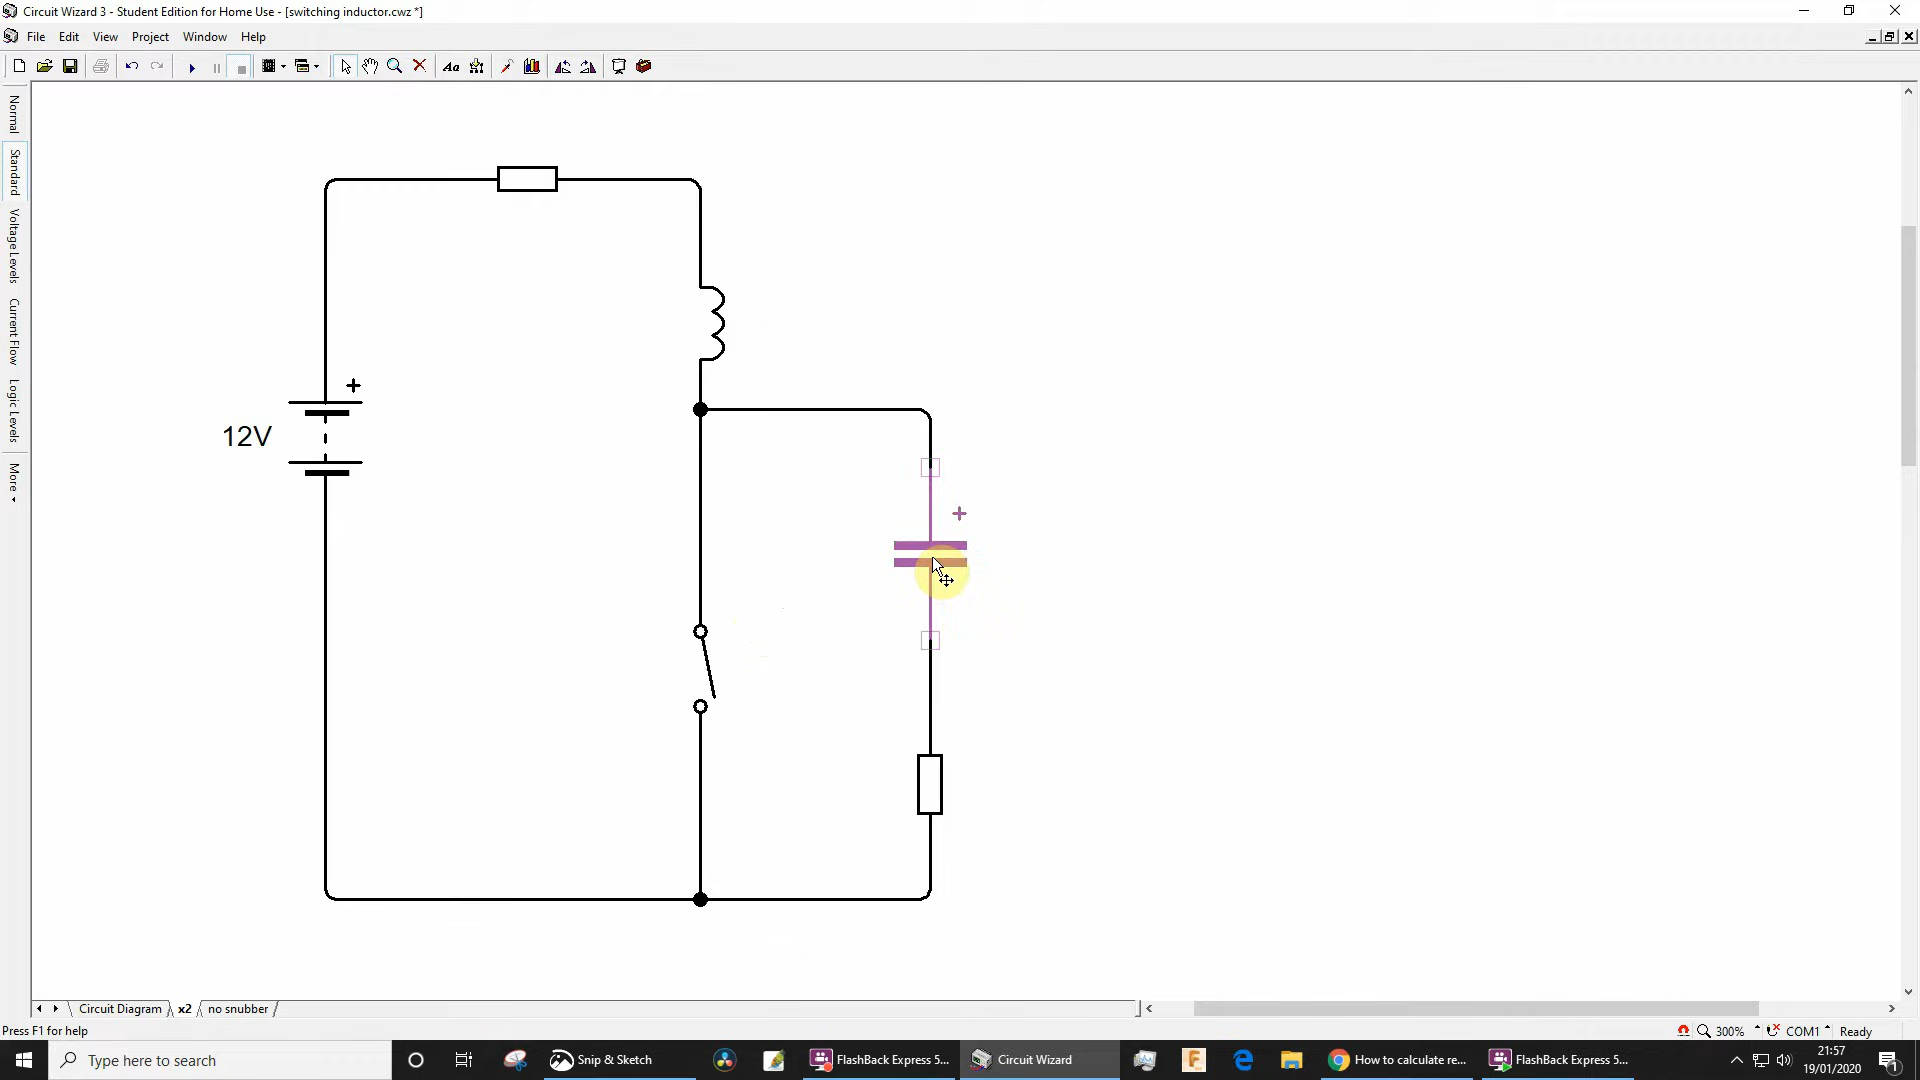 Circuit Wizard 3 - Student Edition for Home Use - [switching inductor.cwz *]
File Edit View Project Window Help
Aa
Normal
Standard
Voltage Levels
Current Flow
Logic Levels
More
+
12V
+
Circuit Diagram x2 no snubber
Press F1 for help
300% COM1 Ready
Type here to search
Snip & Sketch
FlashBack Express 5...
Circuit Wizard
How to calculate re...
FlashBack Express 5...
21:57
19/01/2020
1